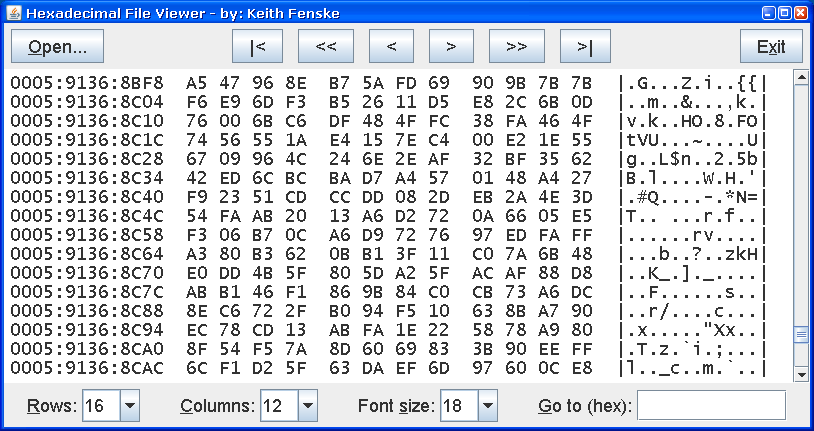 Hexadecimal File Viewer - by: Keith Fenske
Open... |< << < > >> >| Exit
0005:9136:8BF8 A5 47 96 8E B7 5A FD 69 90 9B 7B 7B |.G...Z.i..{{|
0005:9136:8C04 F6 E9 6D F3 B5 26 11 D5 E8 2C 6B 0D |..m..&...,k.|
0005:9136:8C10 76 00 6B C6 DF 48 4F FC 38 FA 46 4F |v.k..HO.8.FO|
0005:9136:8C1C 74 56 55 1A E4 15 7E C4 00 E2 1E 55 |tVU...~....U|
0005:9136:8C28 67 09 96 4C 24 6E 2E AF 32 BF 35 62 |g..L$n..2.5b|
0005:9136:8C34 42 ED 6C BC BA D7 A4 57 01 48 A4 27 |B.l....W.H.'|
0005:9136:8C40 F9 23 51 CD CC DD 08 2D EB 2A 4E 3D |.#Q....-.*N=|
0005:9136:8C4C 54 FA AB 20 13 A6 D2 72 0A 66 05 E5 |T.. ...r.f..|
0005:9136:8C58 F3 06 B7 0C A6 D9 72 76 97 ED FA FF |......rv....|
0005:9136:8C64 A3 80 B3 62 0B B1 3F 11 C0 7A 6B 48 |...b..?..zkH|
0005:9136:8C70 E0 DD 4B 5F 80 5D A2 5F AC AF 88 D8 |..K_.]._....|
0005:9136:8C7C AB B1 46 F1 86 9B 84 C0 CB 73 A6 DC |..F......s..|
0005:9136:8C88 8E C6 72 2F B0 94 F5 10 63 8B A7 90 |..r/....c...|
0005:9136:8C94 EC 78 CD 13 AB FA 1E 22 58 78 A9 80 |.x....."Xx..|
0005:9136:8CA0 8F 54 F5 7A 8D 60 69 83 3B 90 EE FF |.T.z.`i.;...|
0005:9136:8CAC 6C F1 D2 5F 63 DA EF 6D 97 60 0C E8 |l.._c..m.`..|
Rows: 16 Columns: 12 Font size: 18 Go to (hex):